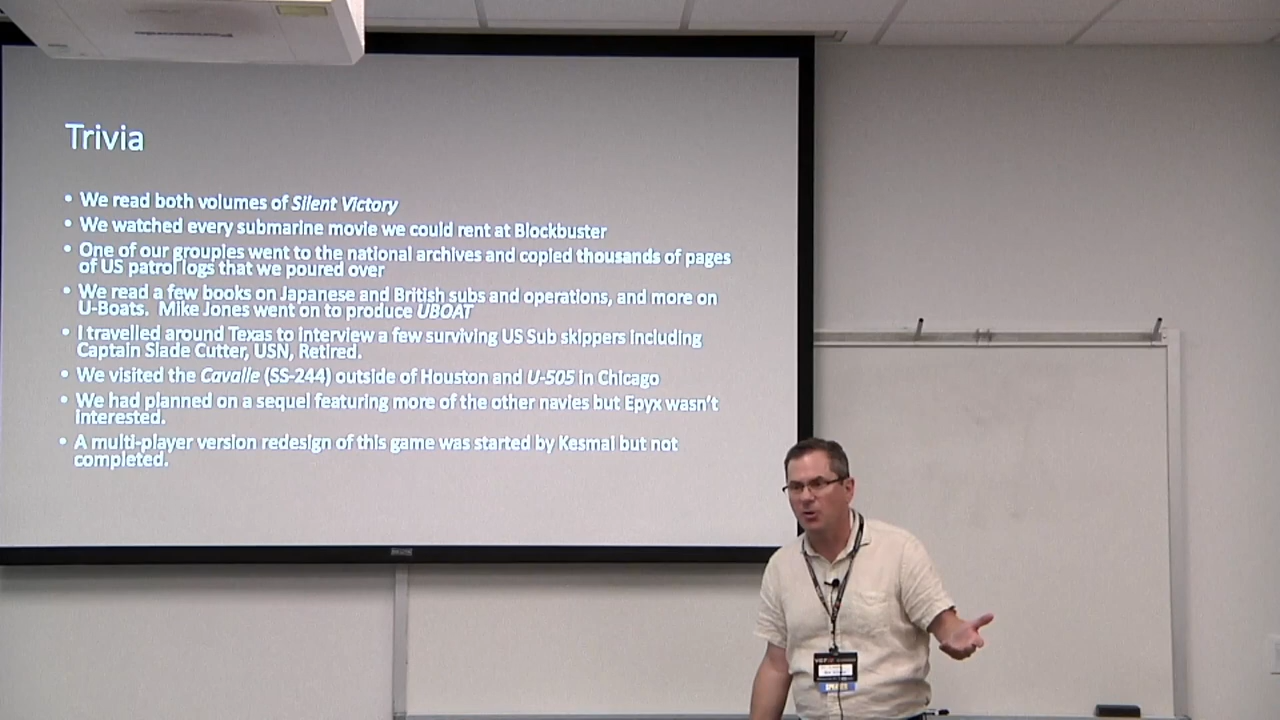 Trivia
• We read both volumes of Silent Victory
• We watched every submarine movie we could rent at Blockbuster
• One of our groupies went to the national archives and copied thousands of pages
of US patrol logs that we poured over
• We read a few books on Japanese and British subs and operations, and more on
U-Boats. Mike Jones went on to produce UBOAT
• I travelled around Texas to interview a few surviving US Sub skippers including
Captain Slade Cutter, USN, Retired.
• We visited the Cavalle (SS-244) outside of Houston and U-505 in Chicago
• We had planned on a sequel featuring more of the other navies but Epyx wasn't
interested.
• A multi-player version redesign of this game was started by Kesmai but not
completed.
SPEAKER